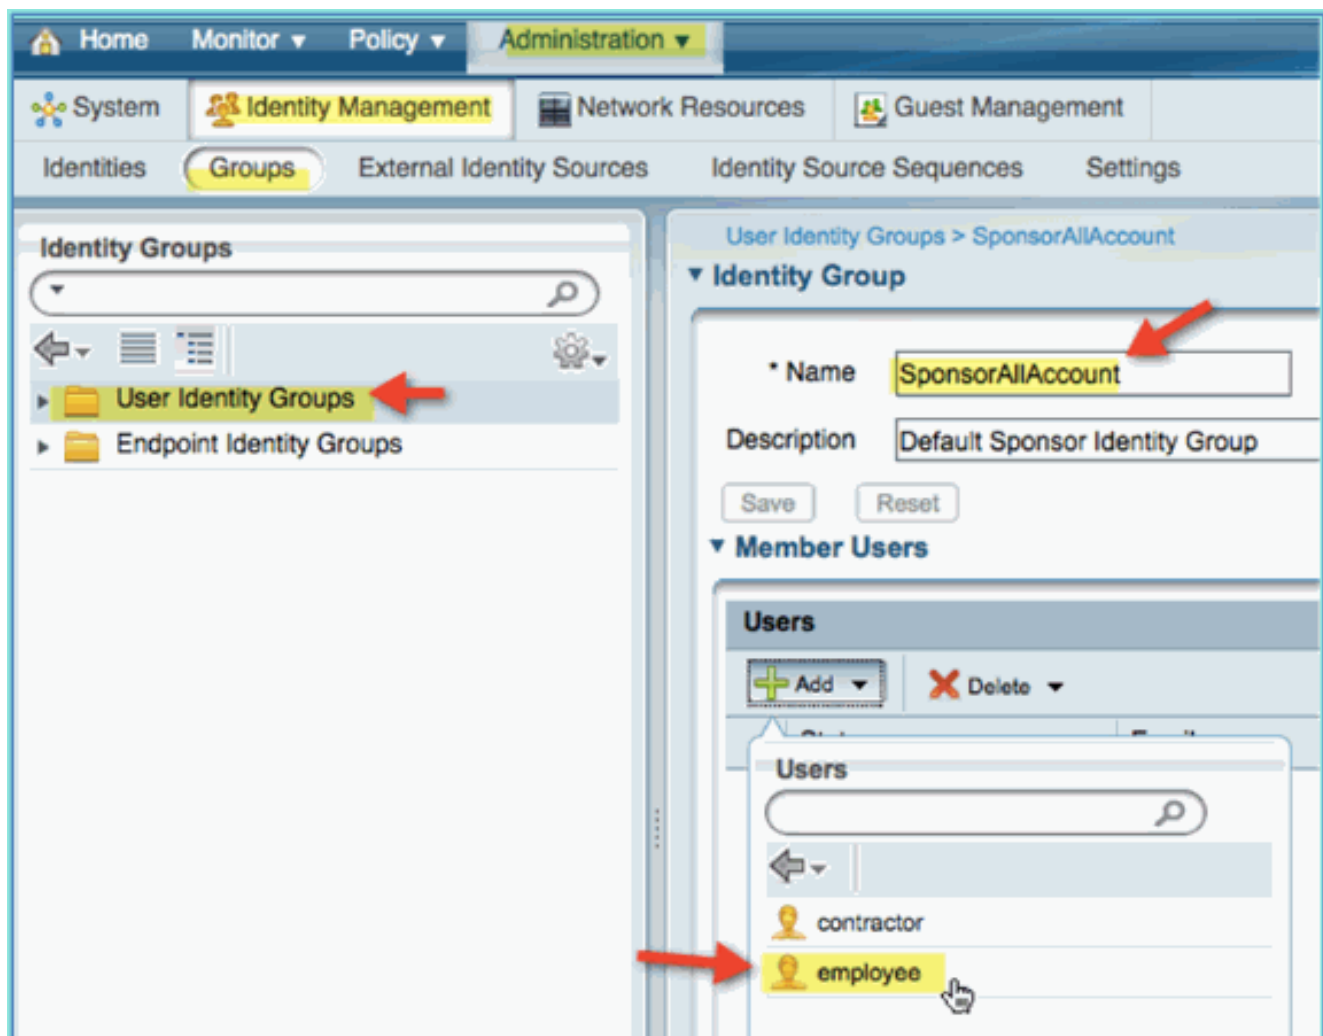 Home Monitor Policy Administration
System Identity Management Network Resources Guest Management
Identities Groups External Identity Sources Identity Source Sequences Settings
Identity Groups
User Identity Groups
Endpoint Identity Groups
User Identity Groups > SponsorAllAccount
Identity Group
* Name SponsorAllAccount
Description Default Sponsor Identity Group
Save Reset
Member Users
Users
Add Delete
Users
contractor
employee